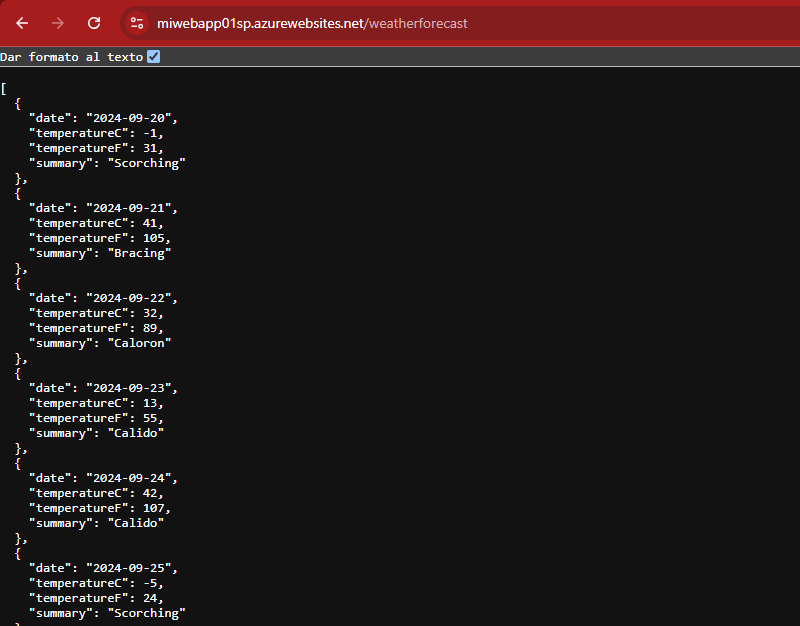 miwebapp01sp.azurewebsites.net/weatherforecast
Dar formato al texto
[
  {
    "date": "2024-09-20",
    "temperatureC": -1,
    "temperatureF": 31,
    "summary": "Scorching"
  },
  {
    "date": "2024-09-21",
    "temperatureC": 41,
    "temperatureF": 105,
    "summary": "Bracing"
  },
  {
    "date": "2024-09-22",
    "temperatureC": 32,
    "temperatureF": 89,
    "summary": "Caloron"
  },
  {
    "date": "2024-09-23",
    "temperatureC": 13,
    "temperatureF": 55,
    "summary": "Calido"
  },
  {
    "date": "2024-09-24",
    "temperatureC": 42,
    "temperatureF": 107,
    "summary": "Calido"
  },
  {
    "date": "2024-09-25",
    "temperatureC": -5,
    "temperatureF": 24,
    "summary": "Scorching"